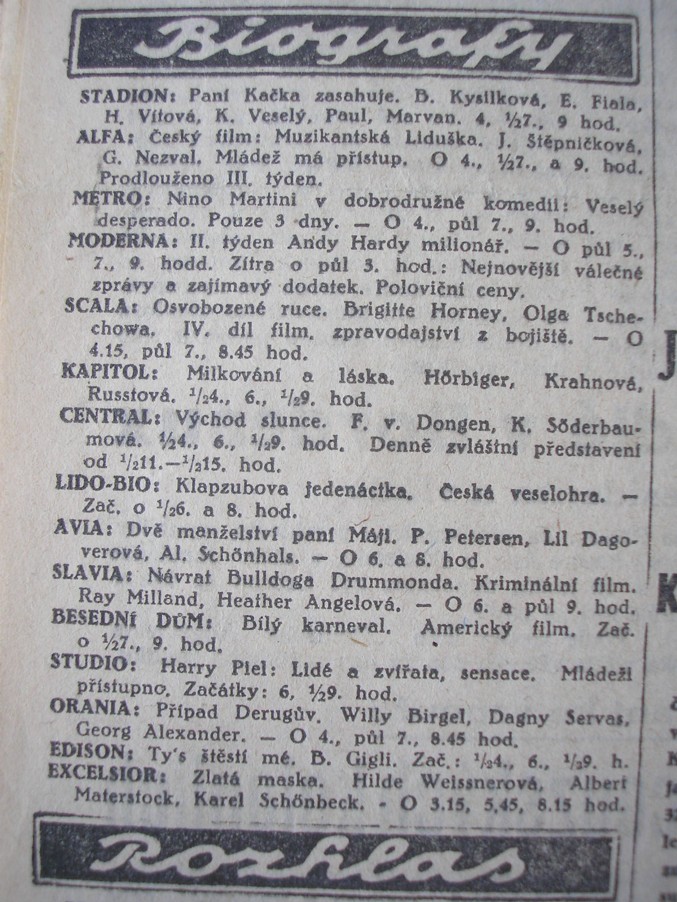 Biografy
STADION: Paní Kačka zasahuje. B. Kysilková, E. Fiala,
H. Vítová, K. Veselý, Paul, Marvan. 4, ½7., 9 hod.
ALFA: Český film: Muzikantská Liduška. J. Štěpničková,
G. Nezval. Mládež má přístup. O 4., ½7., a 9. hod.
Prodlouženo III. týden.
METRO: Nino Martini v dobrodružné komedii: Veselý
desperado. Pouze 3 dny. — O 4., půl 7., 9. hod.
MODERNA: II. týden Andy Hardy milionář. — O půl 5.,
7., 9. hodd. Zítra o půl 3. hod.: Nejnovější válečné
zprávy a zajímavý dodatek. Poloviční ceny.
SCALA: Osvobozené ruce. Brigitte Horney, Olga Tsche-
chowa. IV. díl film. zpravodajství z bojiště. — O
4.15, půl 7., 8.45 hod.
KAPITOL: Milkování a láska. Hörbiger, Krahnová,
Russtová. ½4., 6., ½9. hod.
CENTRAL: Východ slunce. F. v. Dongen, K. Söderbau-
mová. ½4., 6., ½9. hod. Denně zvláštní představení
od ½11.—½15. hod.
LIDO-BIO: Klapzubova jedenáctka. Česká veselohra. —
Zač. o ½6. a 8. hod.
AVIA: Dvě manželství paní Máji. P. Petersen, Lil Dago-
verová, Al. Schönhals. — O 6. a 8. hod.
SLAVIA: Návrat Bulldoga Drummonda. Kriminální film.
Ray Milland, Heather Angelová. — O 6. a půl 9. hod.
BESEDNÍ DŮM: Bílý karneval. Americký film. Zač.
o ½7., 9. hod.
STUDIO: Harry Piel: Lidé a zvířata, sensace. Mládeži
přístupno. Začátky: 6, ½9. hod.
ORANIA: Případ Derugův. Willy Birgel, Dagny Servas,
Georg Alexander. — O 4., půl 7., 8.45 hod.
EDISON: Ty's štěstí mé. B. Gigli. Zač.: ½4., 6., ½9. h.
EXCELSIOR: Zlatá maska. Hilde Weissnerová, Albert
Materstock, Karel Schönbeck. - O 3.15, 5,45, 8.15 hod.
Rozhlas